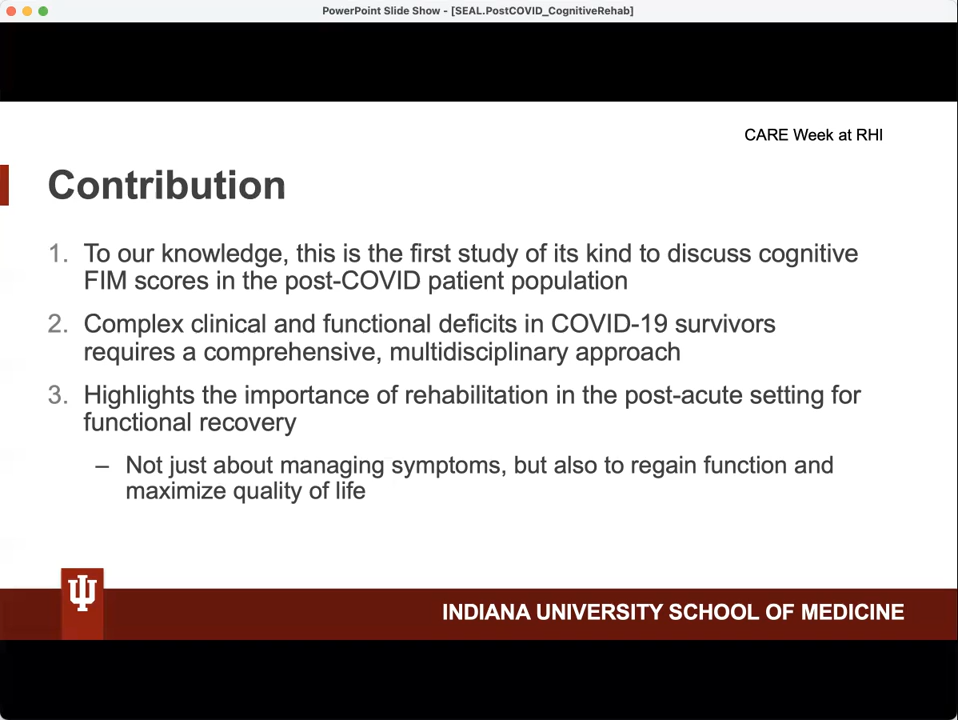 PowerPoint Slide Show - [SEAL.PostCOVID_CognitiveRehab]
CARE Week at RHI
Contribution
1. To our knowledge, this is the first study of its kind to discuss cognitive
FIM scores in the post-COVID patient population
2. Complex clinical and functional deficits in COVID-19 survivors
requires a comprehensive, multidisciplinary approach
3. Highlights the importance of rehabilitation in the post-acute setting for
functional recovery
– Not just about managing symptoms, but also to regain function and
maximize quality of life
INDIANA UNIVERSITY SCHOOL OF MEDICINE